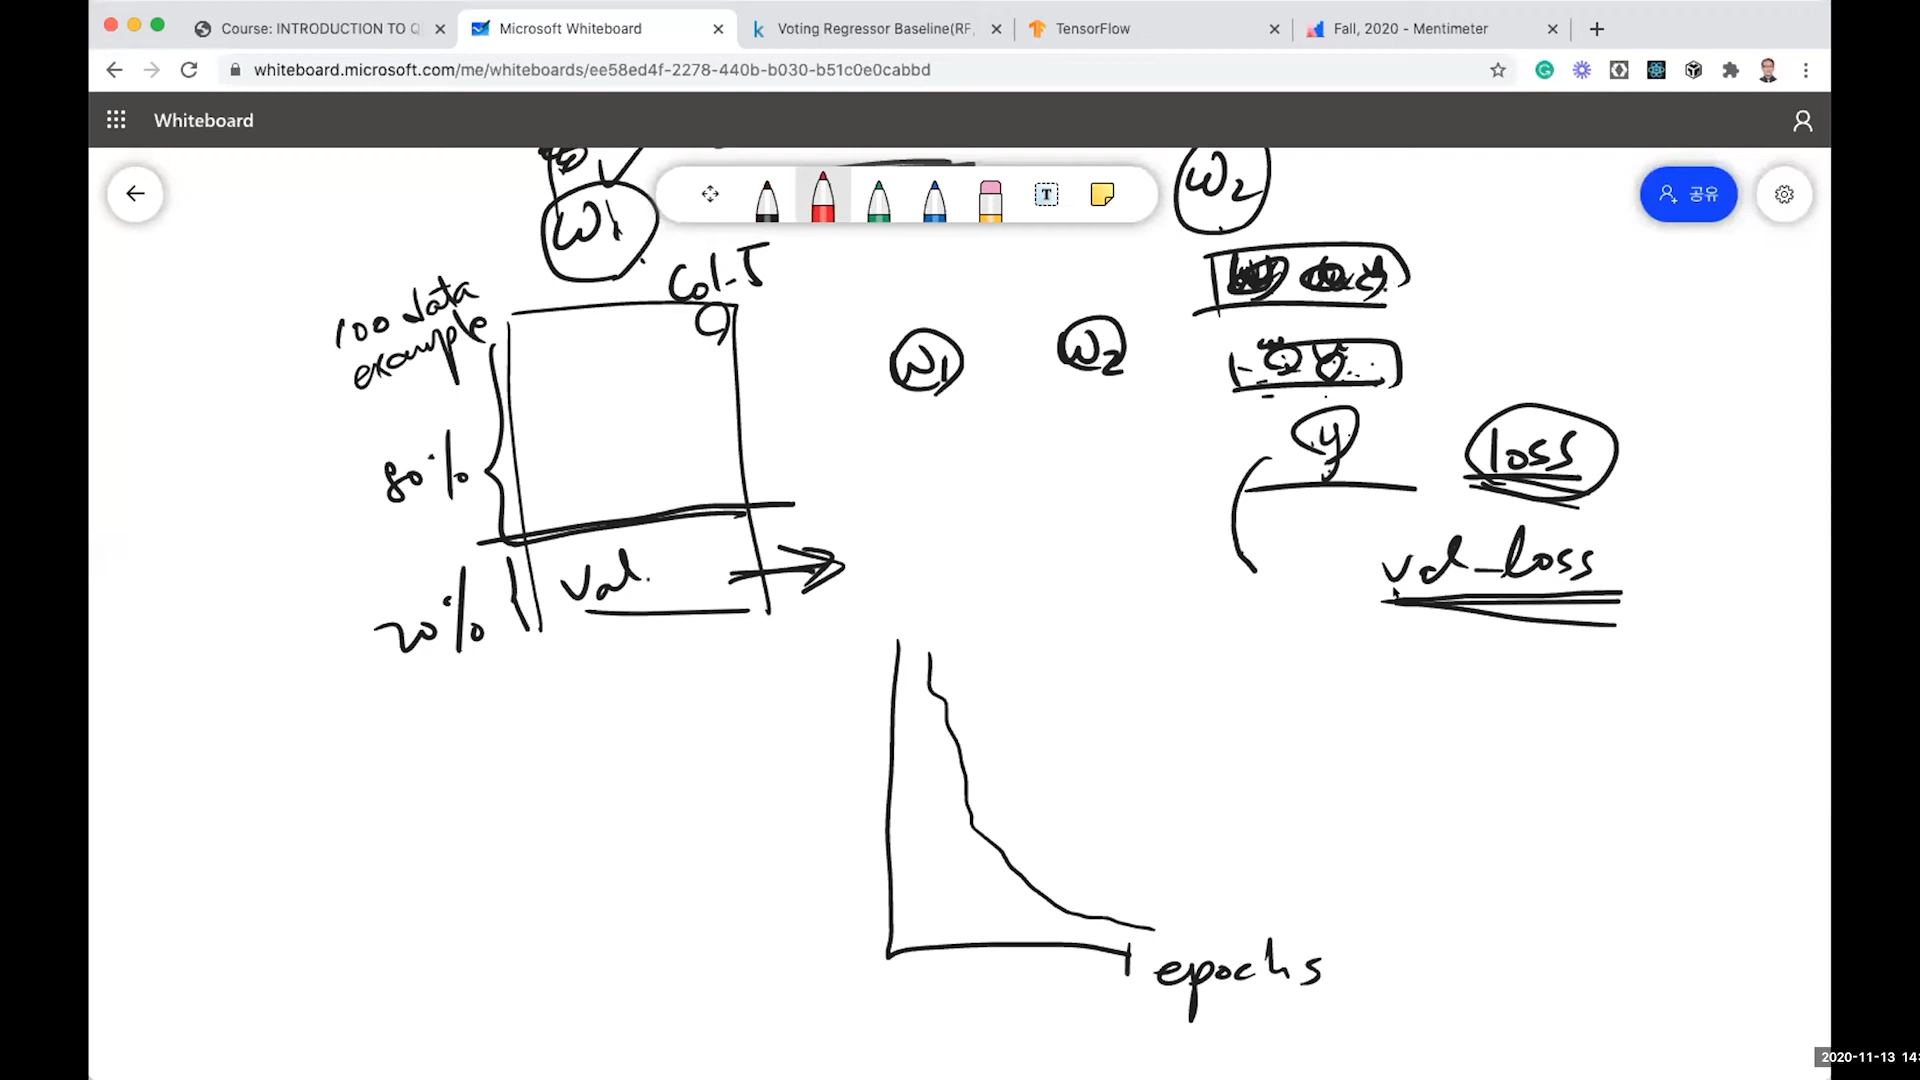 Course: INTRODUCTION TO Q
Microsoft Whiteboard
Voting Regressor Baseline(RF,
TensorFlow
Fall, 2020 - Mentimeter
whiteboard.microsoft.com/me/whiteboards/ee58ed4f-2278-440b-b030-b51c0e0cabbd
Whiteboard
공유
W1
W2
Col-5
100 data
example
W1
W2
y
loss
80%
val_loss
Val.
20%
epochs
2020-11-13 14: